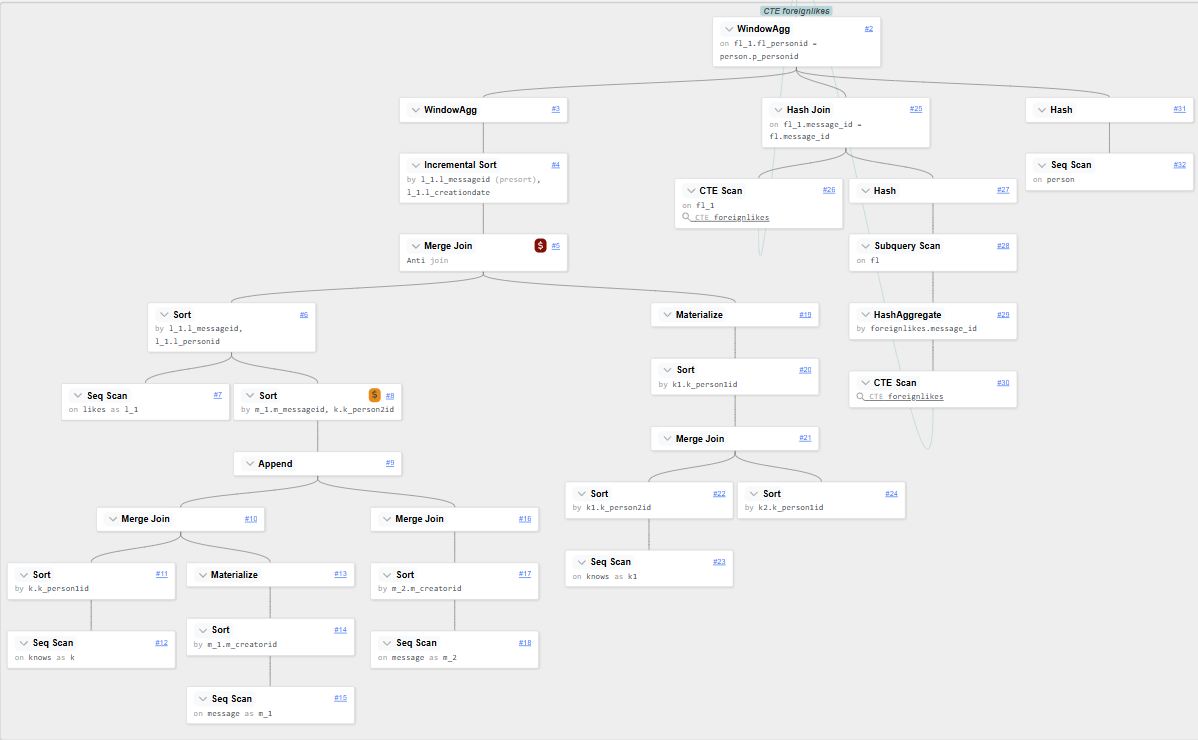 CTE foreignlikes
WindowAgg #2
on fl_1.fl_personid =
person.p_personid
WindowAgg #3
Hash Join #25
on fl_1.message_id =
fl.message_id
Hash #31
Incremental Sort #4
by l_1.l_messageid (presort),
l_1.l_creationdate
Seq Scan #32
on person
CTE Scan #26
on fl_1
CTE foreignlikes
Hash #27
Merge Join $ #5
Anti join
Subquery Scan #28
on fl
Sort #6
by l_1.l_messageid,
l_1.l_personid
Materialize #19
HashAggregate #29
by foreignlikes.message_id
Seq Scan #7
on likes as l_1
Sort $ #8
by m_1.m_messageid, k.k_person2id
Sort #20
by k1.k_person1id
CTE Scan #30
CTE foreignlikes
Append #9
Merge Join #21
Merge Join #10
Merge Join #16
Sort #22
by k1.k_person2id
Sort #24
by k2.k_person1id
Sort #11
by k.k_person1id
Materialize #13
Sort #17
by m_2.m_creatorid
Seq Scan #23
on knows as k1
Seq Scan #12
on knows as k
Sort #14
by m_1.m_creatorid
Seq Scan #18
on message as m_2
Seq Scan #15
on message as m_1